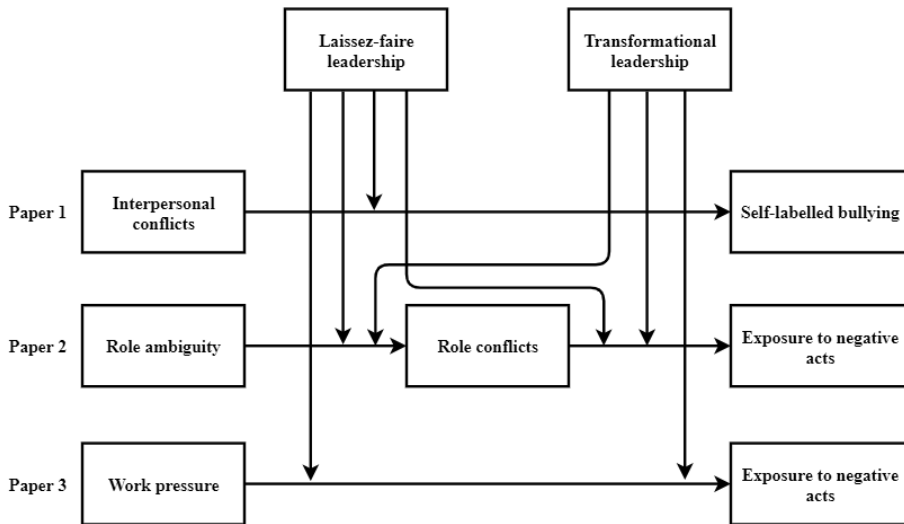 Laissez-faire
leadership
Transformational
leadership
Paper 1
Interpersonal
conflicts
Self-labelled bullying
Paper 2
Role ambiguity
Role conflicts
Exposure to negative
acts
Paper 3
Work pressure
Exposure to negative
acts